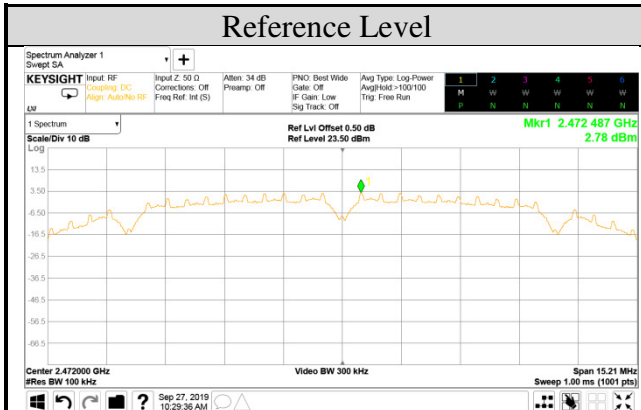 Reference Level
Spectrum Analyzer 1
Swept SA
KEYSIGHT
Input: RF
Coupling: DC
Align: Auto/No RF
Input Z: 50 Ω
Corrections: Off
Freq Ref: Int (S)
Atten: 34 dB
Preamp: Off
PNO: Best Wide
Gate: Off
IF Gain: Low
Sig Track: Off
Avg Type: Log-Power
Avg|Hold:>100/100
Trig: Free Run
1 2 3 4 5 6
M W W W W W
P N N N N N
1 Spectrum
Scale/Div 10 dB
Ref Lvl Offset 0.50 dB
Ref Level 23.50 dBm
Mkr1 2.472 487 GHz
2.78 dBm
Log
13.5
3.50
-6.50
-16.5
-26.5
-36.5
-46.5
-56.5
-66.5
1
Center 2.472000 GHz
#Res BW 100 kHz
Video BW 300 kHz
Span 15.21 MHz
Sweep 1.00 ms (1001 pts)
?
Sep 27, 2019
10:29:36 AM